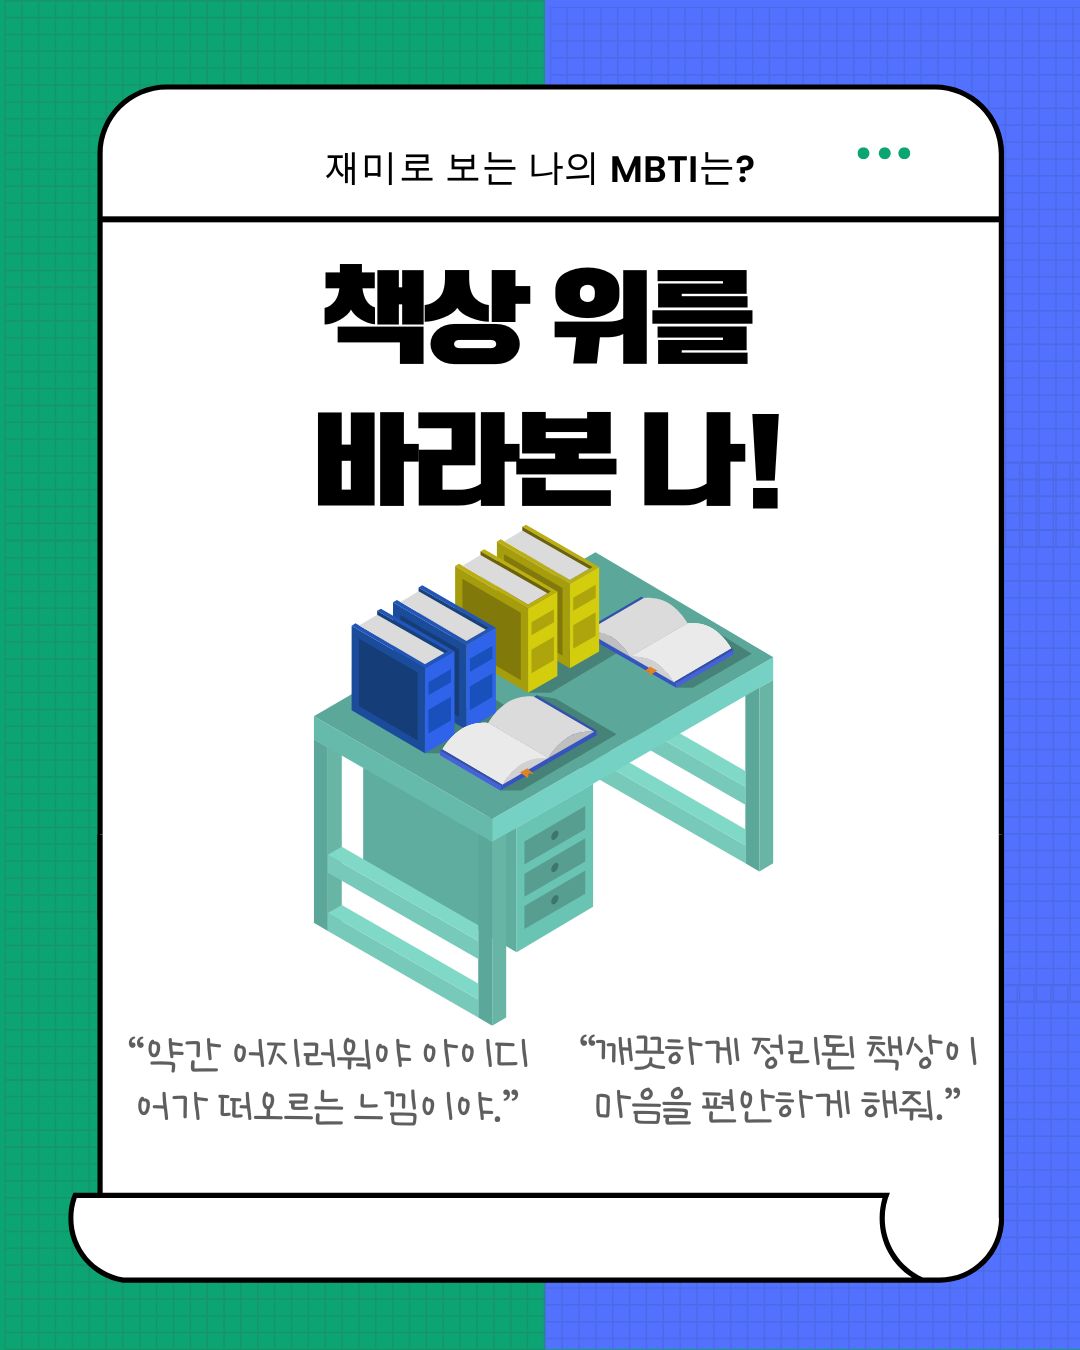 재미로 보는 나의 MBTI는?
책상 위를
바라본 나!
“약간 어지러워야 아이디
어가 떠오르는 느낌이야.”
“깨끗하게 정리된 책상이
마음을 편안하게 해줘.”